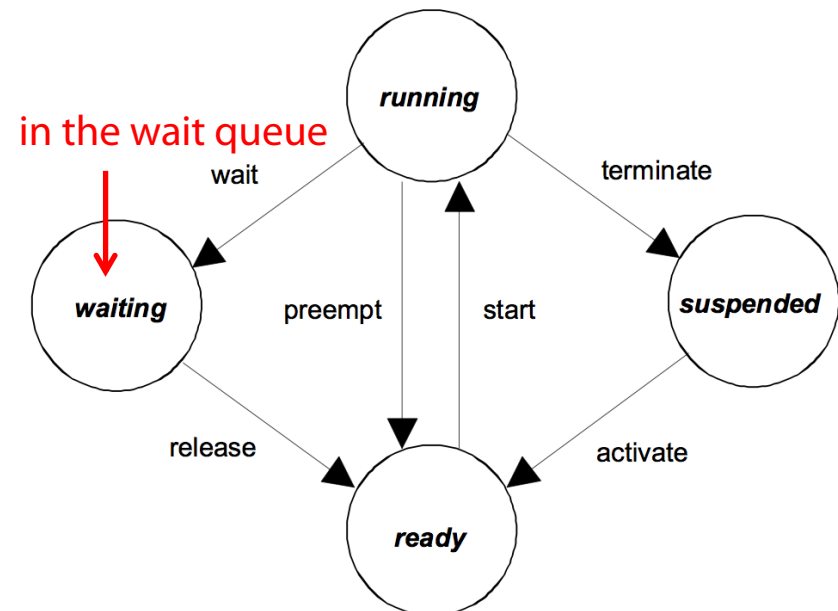 running
in the wait queue
wait
terminate
waiting
preempt
start
suspended
release
activate
ready